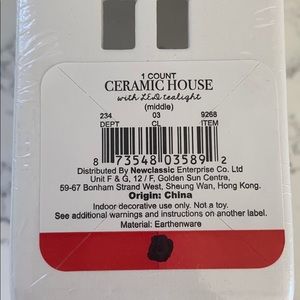 1 COUNT
CERAMIC HOUSE
with LED tealight
(middle)
234 03 9268
DEPT CL ITEM
8 73548 03589 2
Distributed By Newclassic Enterprise Co. Ltd
Unit F & G, 12 / F, Golden Sun Centre,
59-67 Bonham Strand West, Sheung Wan, Hong Kong.
Origin: China
Indoor decorative use only. Not a toy.
See additional warnings and instructions on another label.
Material: Earthenware